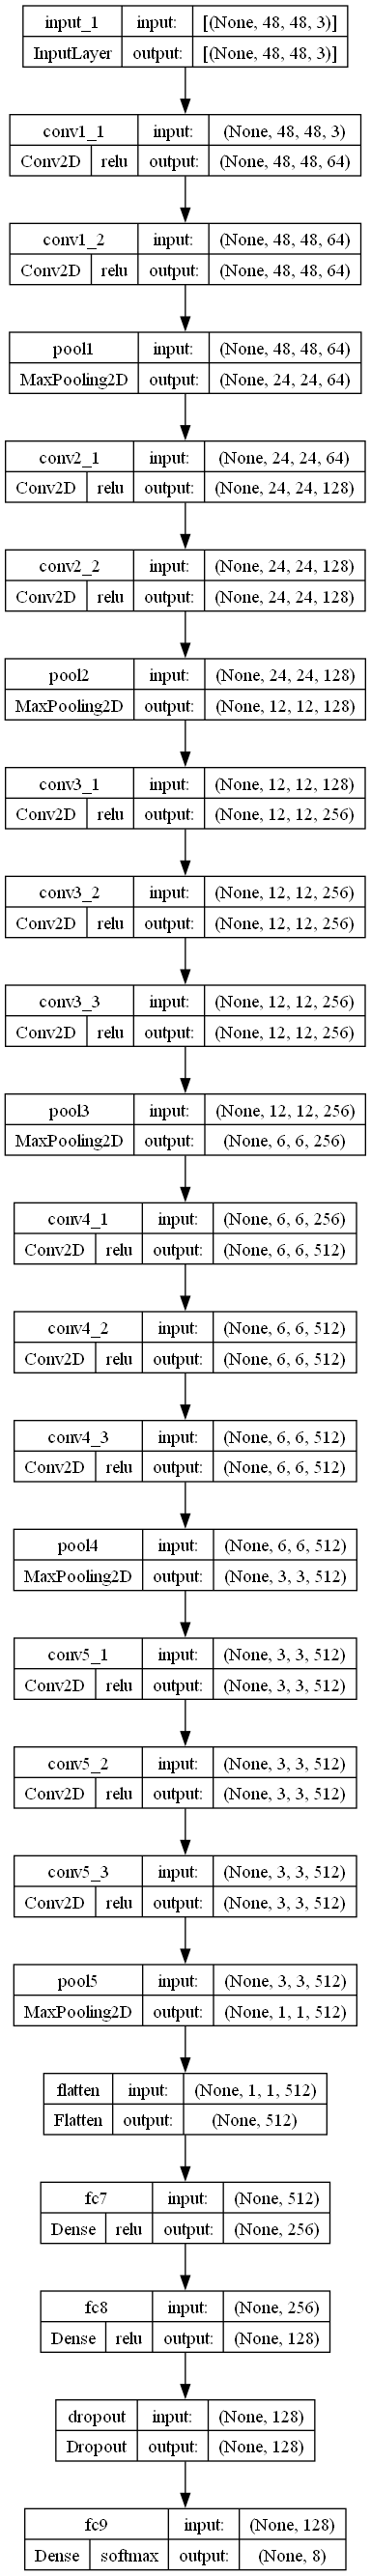 input_1 input: [(None, 48, 48, 3)]
InputLayer output: [(None, 48, 48, 3)]
conv1_1 input: (None, 48, 48, 3)
Conv2D relu output: (None, 48, 48, 64)
conv1_2 input: (None, 48, 48, 64)
Conv2D relu output: (None, 48, 48, 64)
pool1 input: (None, 48, 48, 64)
MaxPooling2D output: (None, 24, 24, 64)
conv2_1 input: (None, 24, 24, 64)
Conv2D relu output: (None, 24, 24, 128)
conv2_2 input: (None, 24, 24, 128)
Conv2D relu output: (None, 24, 24, 128)
pool2 input: (None, 24, 24, 128)
MaxPooling2D output: (None, 12, 12, 128)
conv3_1 input: (None, 12, 12, 128)
Conv2D relu output: (None, 12, 12, 256)
conv3_2 input: (None, 12, 12, 256)
Conv2D relu output: (None, 12, 12, 256)
conv3_3 input: (None, 12, 12, 256)
Conv2D relu output: (None, 12, 12, 256)
pool3 input: (None, 12, 12, 256)
MaxPooling2D output: (None, 6, 6, 256)
conv4_1 input: (None, 6, 6, 256)
Conv2D relu output: (None, 6, 6, 512)
conv4_2 input: (None, 6, 6, 512)
Conv2D relu output: (None, 6, 6, 512)
conv4_3 input: (None, 6, 6, 512)
Conv2D relu output: (None, 6, 6, 512)
pool4 input: (None, 6, 6, 512)
MaxPooling2D output: (None, 3, 3, 512)
conv5_1 input: (None, 3, 3, 512)
Conv2D relu output: (None, 3, 3, 512)
conv5_2 input: (None, 3, 3, 512)
Conv2D relu output: (None, 3, 3, 512)
conv5_3 input: (None, 3, 3, 512)
Conv2D relu output: (None, 3, 3, 512)
pool5 input: (None, 3, 3, 512)
MaxPooling2D output: (None, 1, 1, 512)
flatten input: (None, 1, 1, 512)
Flatten output: (None, 512)
fc7 input: (None, 512)
Dense relu output: (None, 256)
fc8 input: (None, 256)
Dense relu output: (None, 128)
dropout input: (None, 128)
Dropout output: (None, 128)
fc9 input: (None, 128)
Dense softmax output: (None, 8)